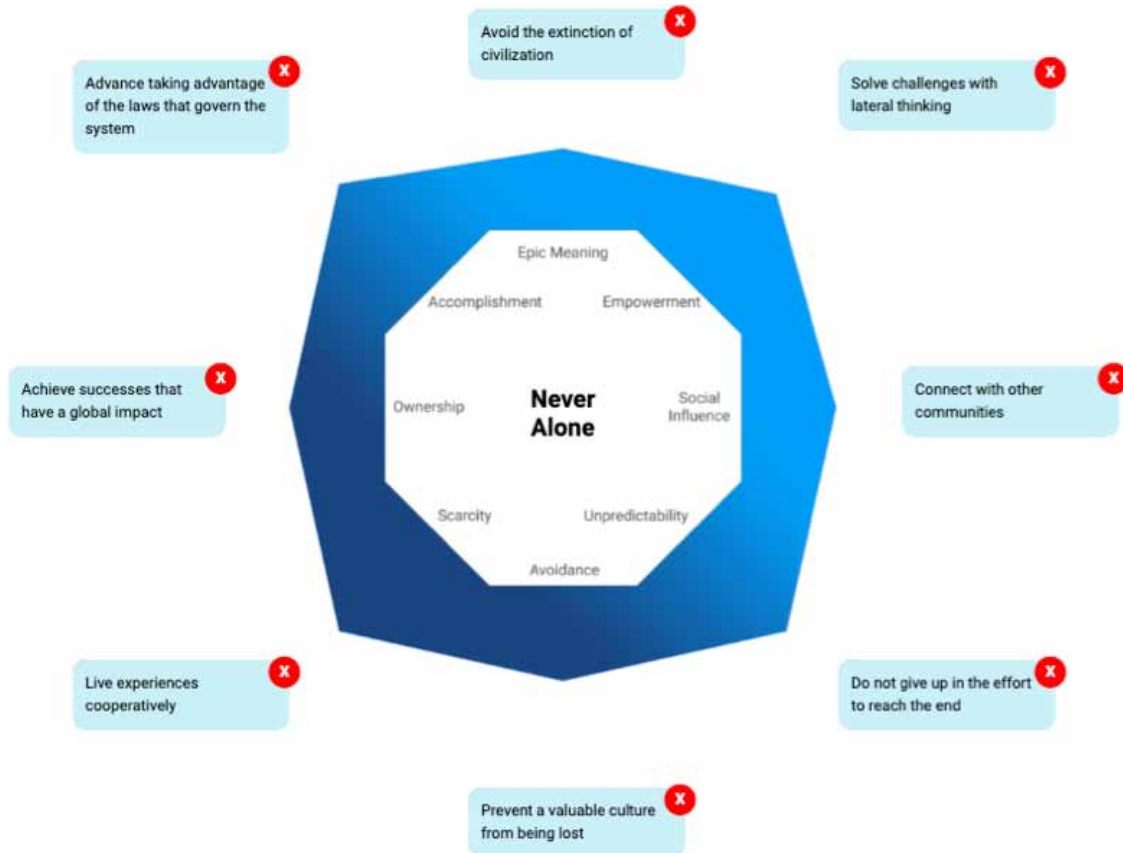 Avoid the extinction of
civilization
X
Advance taking advantage
of the laws that govern the
system
X
Solve challenges with
lateral thinking
X
Epic Meaning
Accomplishment
Empowerment
Achieve successes that
have a global impact
X
Ownership
Never
Alone
Social
Influence
Connect with other
communities
X
Scarcity
Unpredictability
Avoidance
Live experiences
cooperatively
X
Do not give up in the effort
to reach the end
X
Prevent a valuable culture
from being lost
X